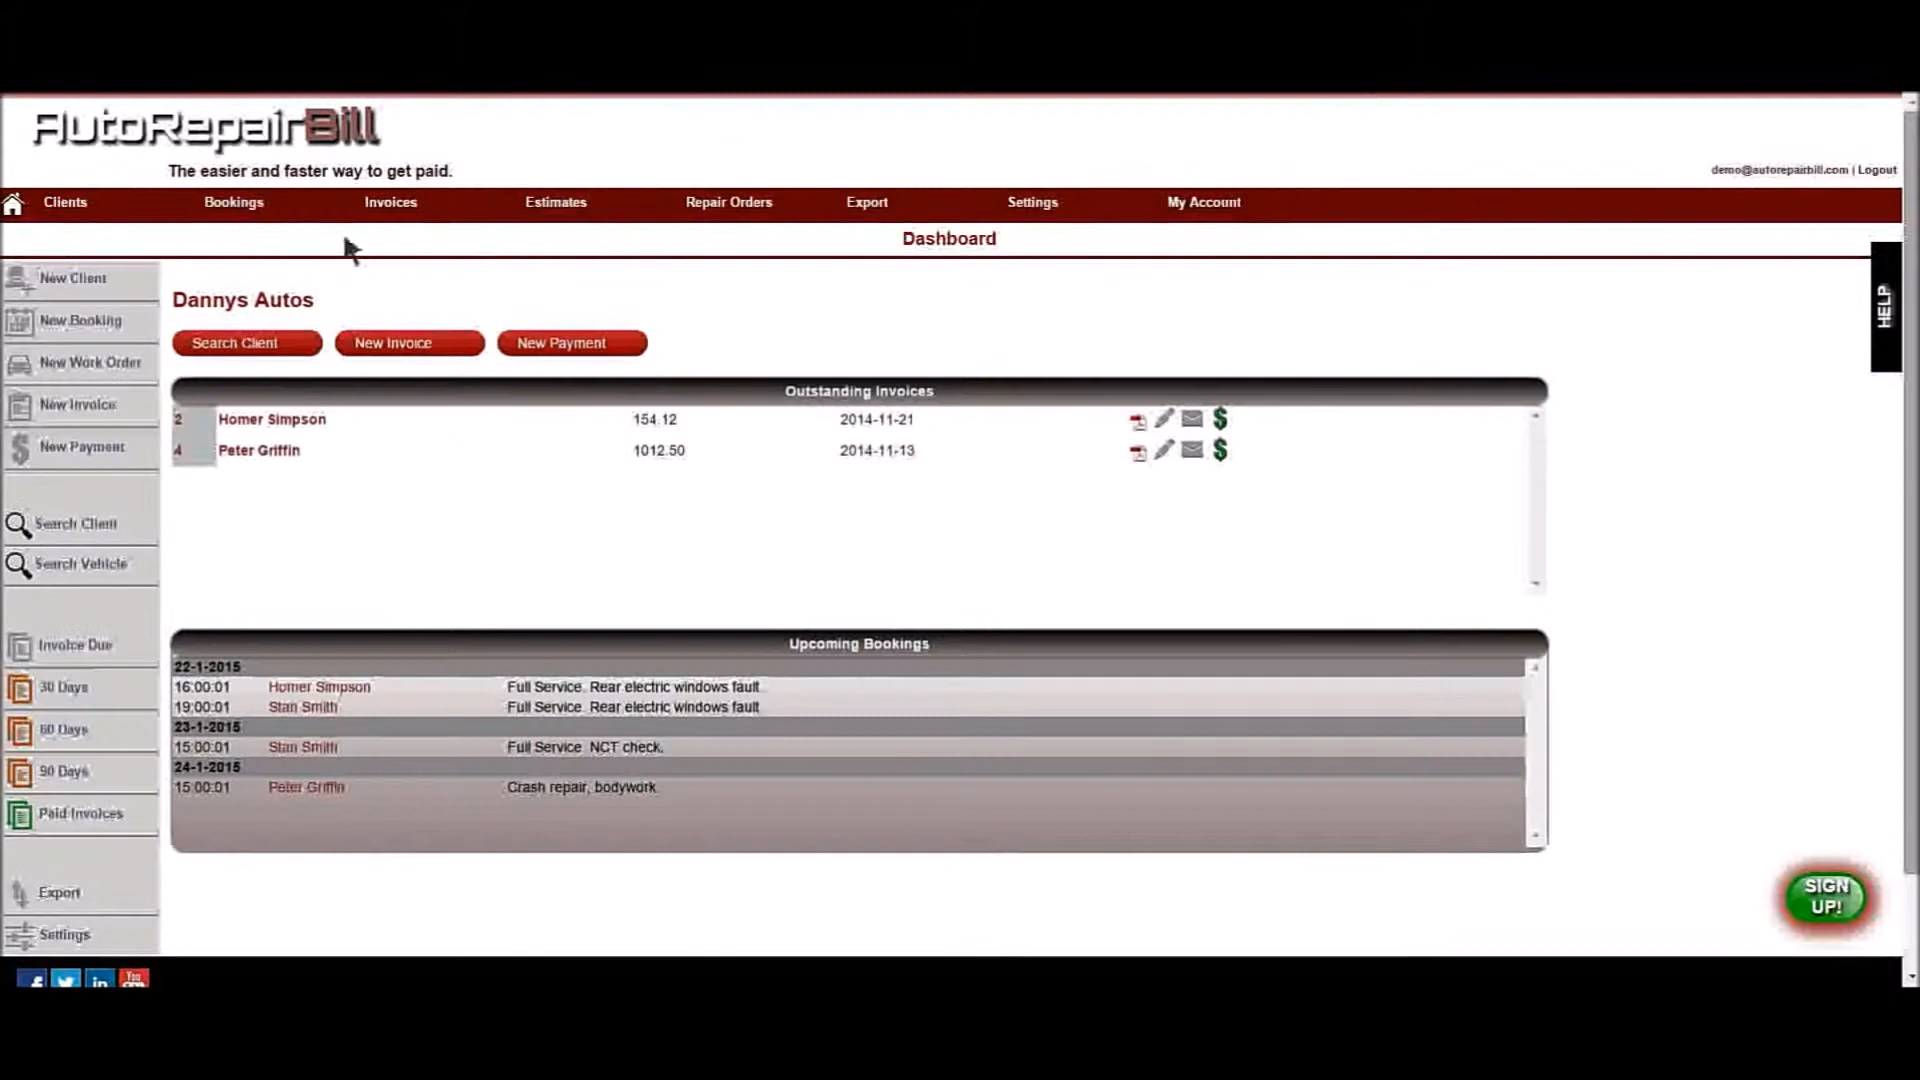 AutoRepairBill
The easier and faster way to get paid.
demo@autorepairbill.com | Logout
Clients Bookings Invoices Estimates Repair Orders Export Settings My Account
Dashboard
HELP
New Client
New Booking
New Work Order
New Invoice
New Payment
Search Client
Search Vehicle
Invoice Due
30 Days
60 Days
90 Days
Paid Invoices
Export
Settings
Dannys Autos
Search Client New Invoice New Payment
Outstanding Invoices
2 Homer Simpson 154.12 2014-11-21
4 Peter Griffin 1012.50 2014-11-13
Upcoming Bookings
22-1-2015
16:00:01 Homer Simpson Full Service. Rear electric windows fault.
19:00:01 Stan Smith Full Service. Rear electric windows fault
23-1-2015
15:00:01 Stan Smith Full Service NCT check.
24-1-2015
15:00:01 Peter Griffin Crash repair, bodywork.
SIGN
UP!
f in You